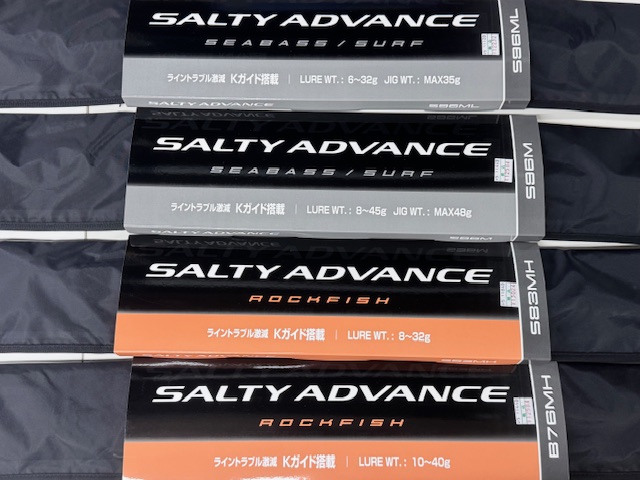 SALTY ADVANCE
SEABASS / SURF
ライントラブル激減 Kガイド搭載 | LURE WT. : 6〜32g JIG WT. : MAX35g
S96ML
S96ML
SALTY ADVANCE
SEABASS / SURF
ライントラブル激減 Kガイド搭載 | LURE WT. : 8〜45g JIG WT. : MAX48g
S96M
S96M
SALTY ADVANCE
ROCKFISH
ライントラブル激減 Kガイド搭載 | LURE WT. : 8〜32g
S83MH
S83MH
SALTY ADVANCE
ROCKFISH
ライントラブル激減 Kガイド搭載 | LURE WT. : 10〜40g
B76MH